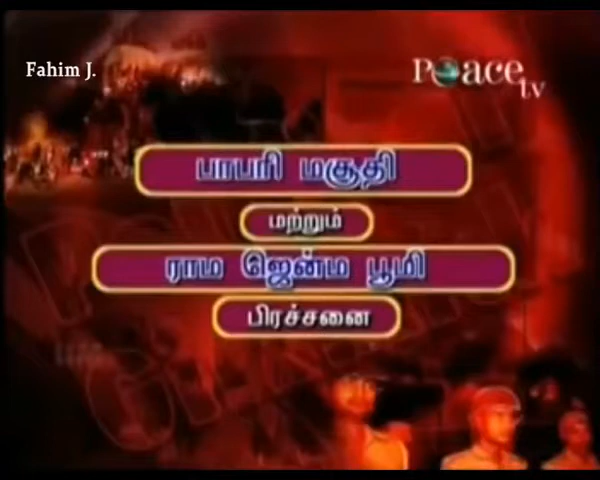 Fahim J.
Peace tv
பாபரி மசூதி
மற்றும்
ராம ஜென்ம பூமி
பிரச்சனை